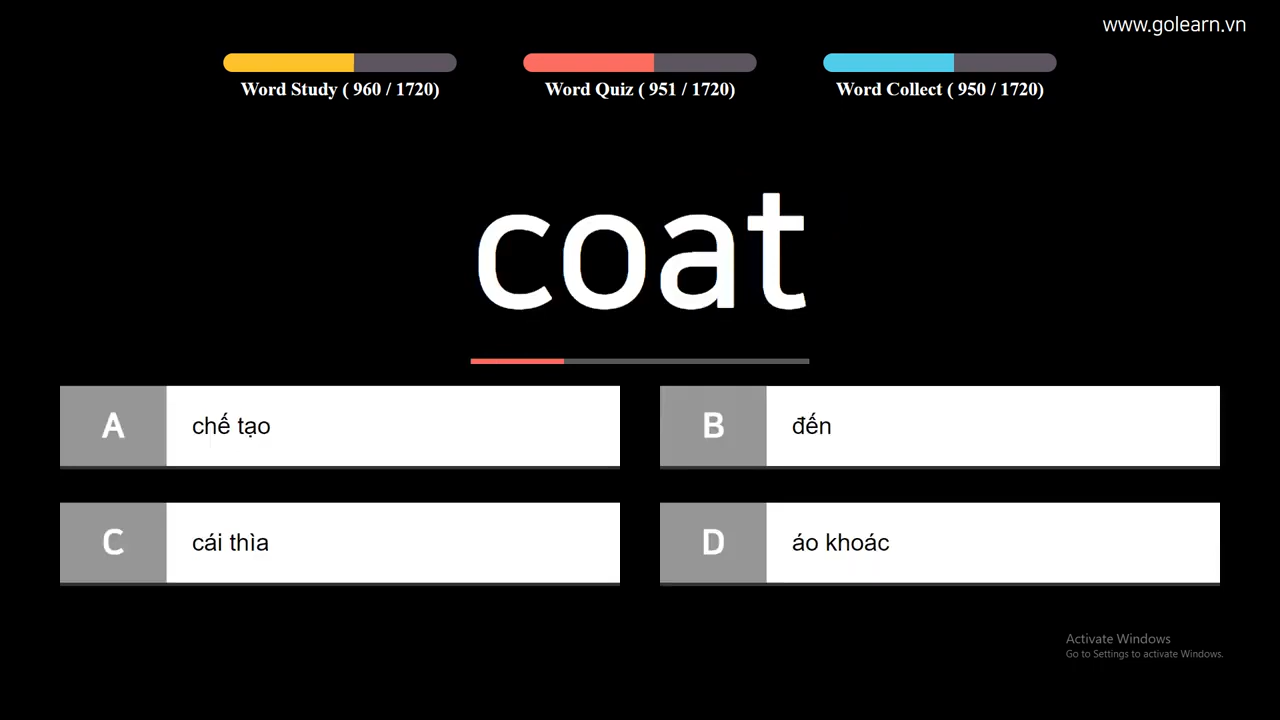 www.golearn.vn
Word Study ( 960 / 1720)
Word Quiz ( 951 / 1720)
Word Collect ( 950 / 1720)
coat
A chế tạo
B đến
C cái thìa
D áo khoác
Activate Windows
Go to Settings to activate Windows.